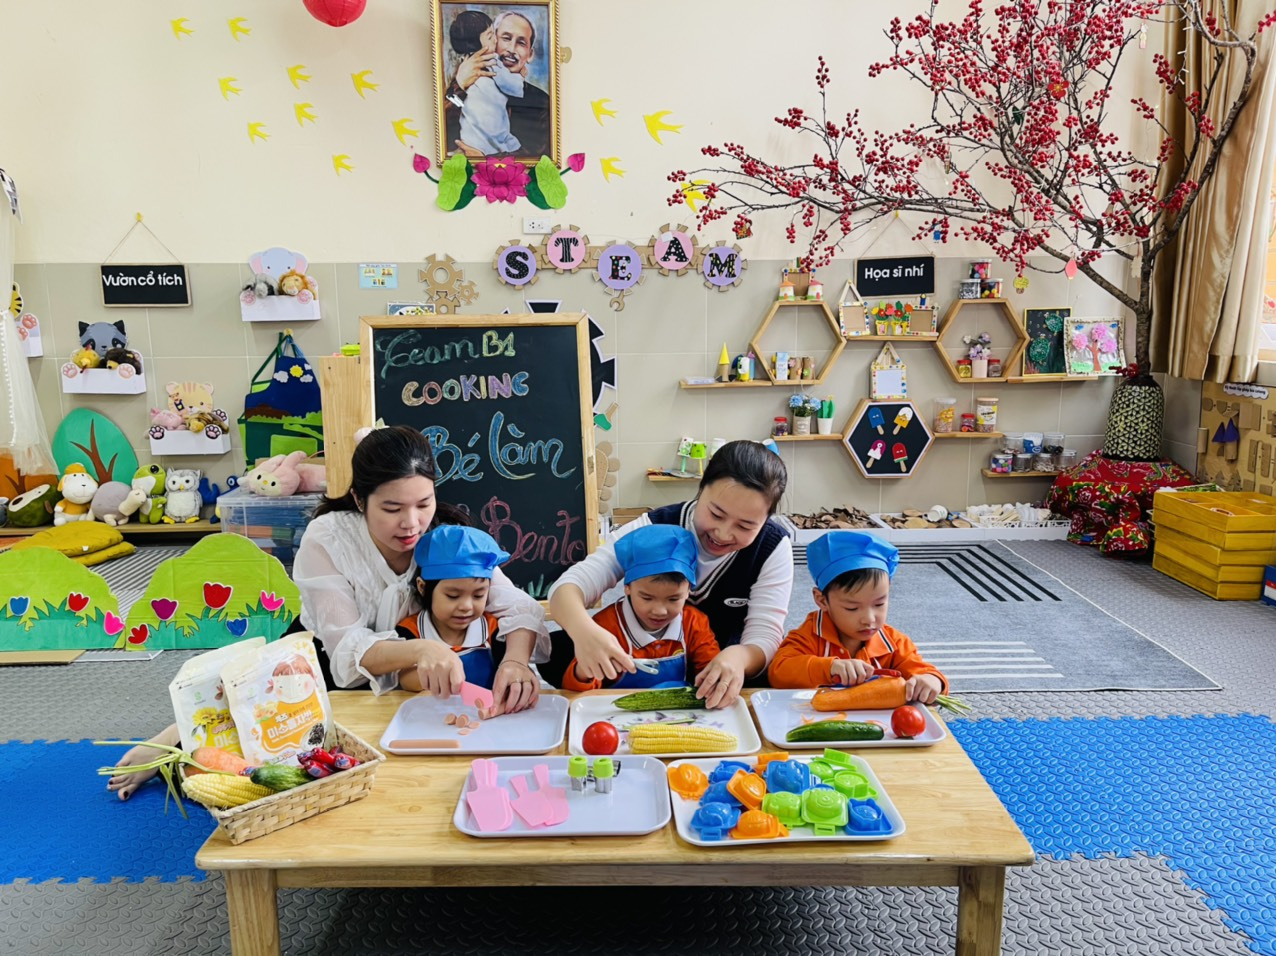 Vườn cổ tích
STEAM
Họa sĩ nhí
Team B1
COOKING
Bé làm
Bento